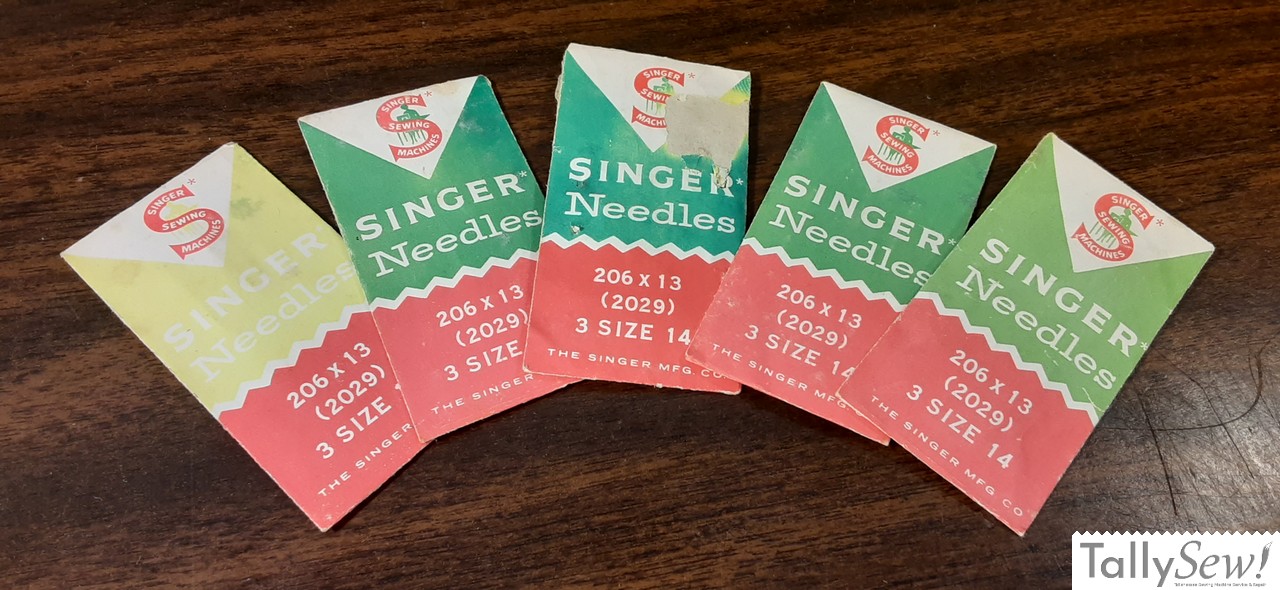 SINGER*
SEWING
MACHINES
SINGER*
Needles
206 x 13
(2029)
3 SIZE
THE SINGER
SINGER*
SEWING
MACHINES
SINGER*
Needles
206 x 13
(2029)
3 SIZE
THE SINGER
SINGER*
SEWING
MACHIN
SINGER*
Needles
206 x 13
(2029)
3 SIZE 14
THE SINGER MFG. CO.
SINGER*
SEWING
MACHINES
SINGER*
Needles
206 x 13
(2029)
3 SIZE 14
THE SINGER MFG
SINGER*
SEWING
MACHINES
SINGER*
Needles
206 x 13
(2029)
3 SIZE 14
THE SINGER MFG CO
TallySew!